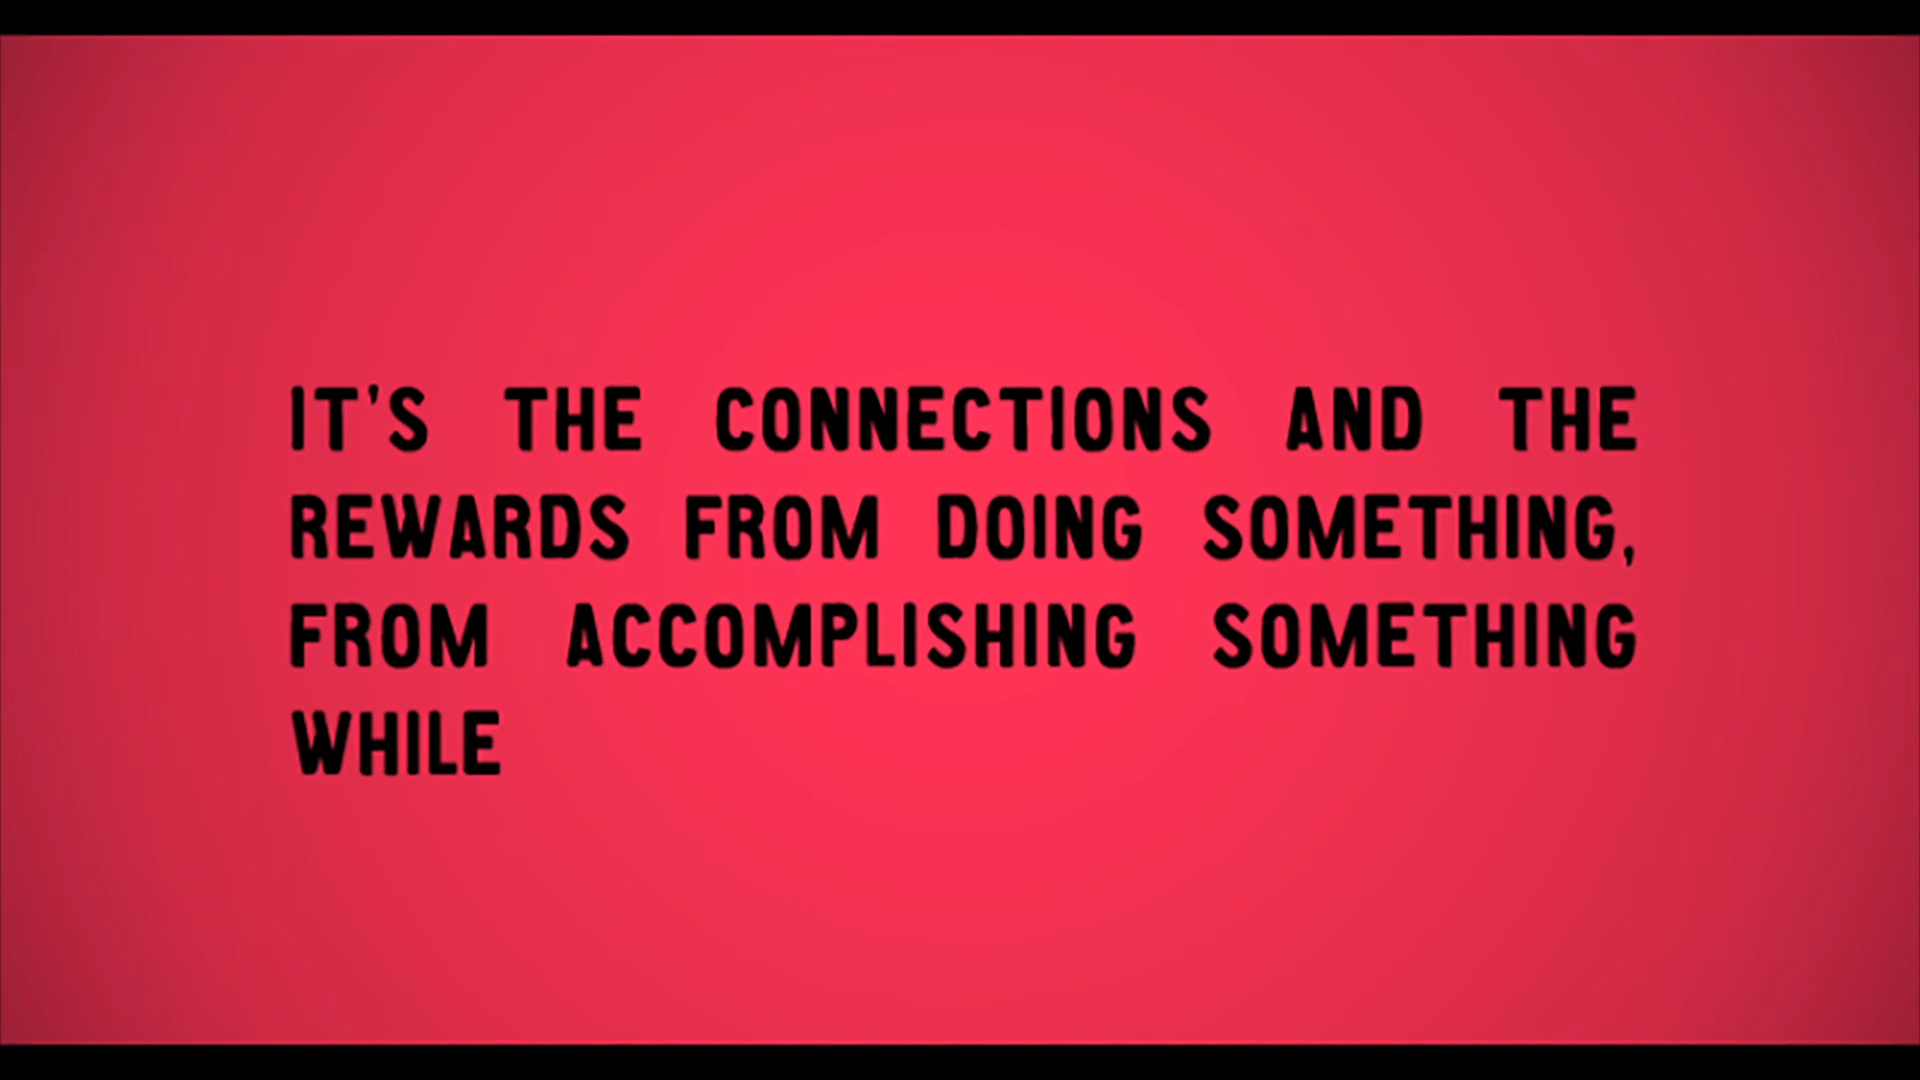 IT'S THE CONNECTIONS AND THE
REWARDS FROM DOING SOMETHING,
FROM ACCOMPLISHING SOMETHING
WHILE